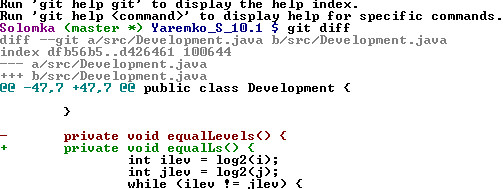 Run 'git help git' to display the help index.
Run 'git help <command>' to display help for specific commands.
Solomka (master *) Yaremko_S_10.1 $ git diff
diff --git a/src/Development.java b/src/Development.java
index dfb56b5..d426461 100644
--- a/src/Development.java
+++ b/src/Development.java
@@ -47,7 +47,7 @@ public class Development {
        }
-       private void equalLevels() {
+       private void equalLs() {
                int ilev = log2(i);
                int jlev = log2(j);
                while (ilev != jlev) {